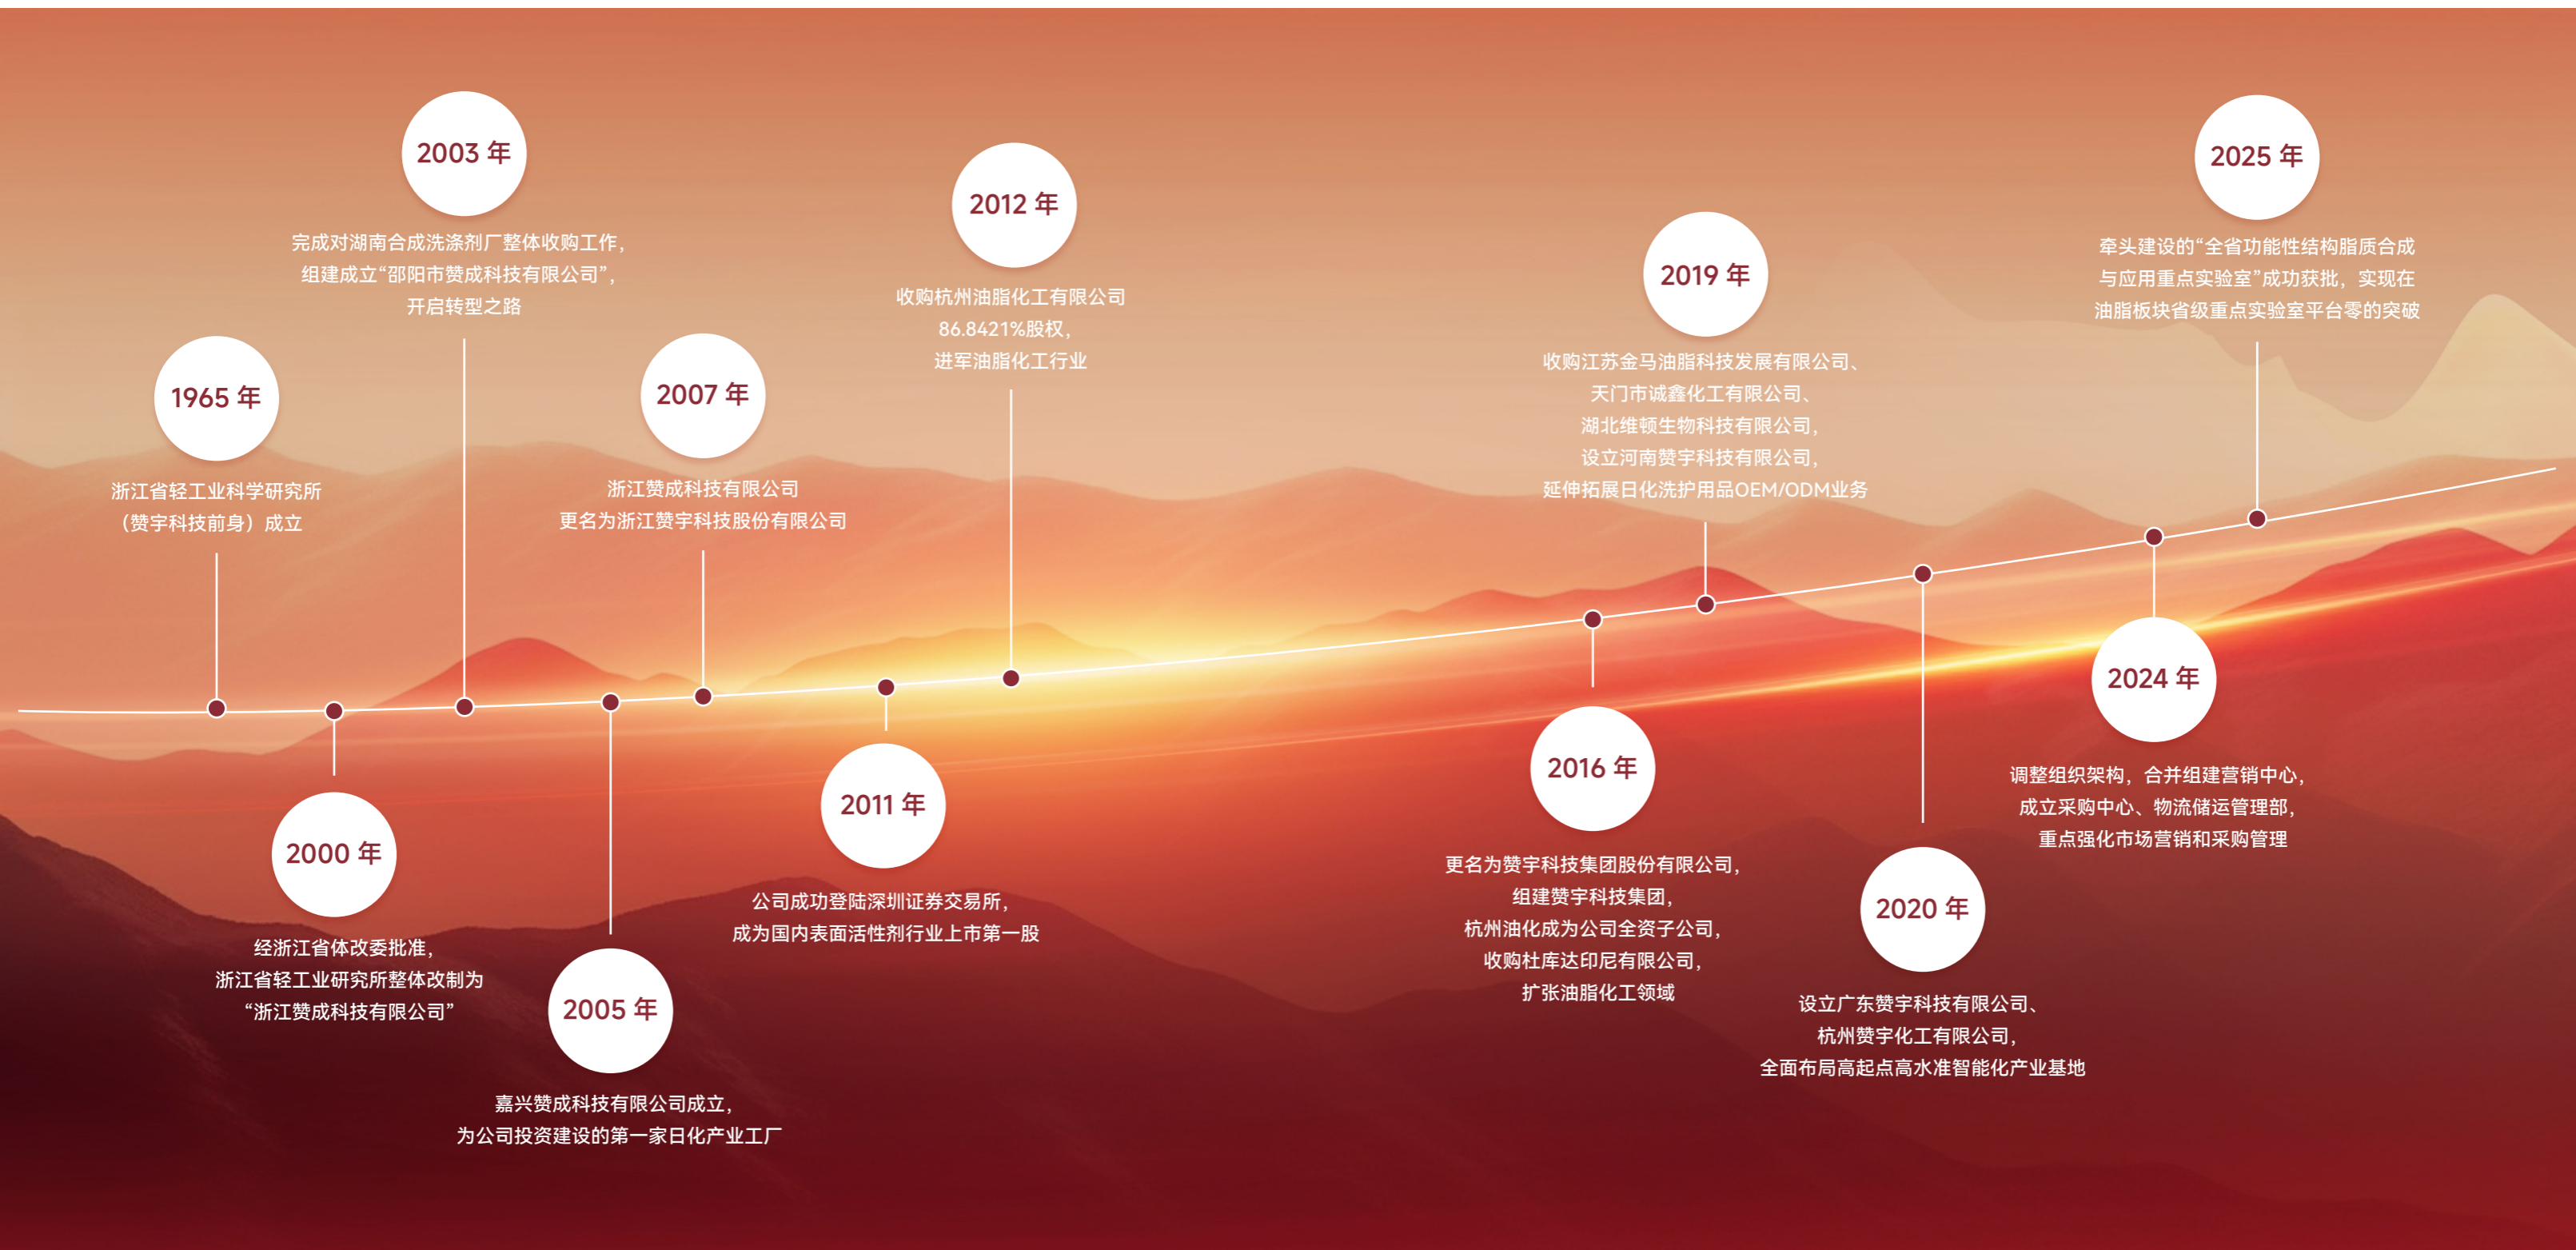 1965 年
浙江省轻工业科学研究所
（赞宇科技前身）成立
2000 年
经浙江省体改委批准，
浙江省轻工业研究所整体改制为
“浙江赞成科技有限公司”
2003 年
完成对湖南合成洗涤剂厂整体收购工作，
组建成立“邵阳市赞成科技有限公司”，
开启转型之路
2005 年
嘉兴赞成科技有限公司成立，
为公司投资建设的第一家日化产业工厂
2007 年
浙江赞成科技有限公司
更名为浙江赞宇科技股份有限公司
2011 年
公司成功登陆深圳证券交易所，
成为国内表面活性剂行业上市第一股
2012 年
收购杭州油脂化工有限公司
86.8421%股权，
进军油脂化工行业
2016 年
更名为赞宇科技集团股份有限公司，
组建赞宇科技集团，
杭州油化成为公司全资子公司，
收购杜库达印尼有限公司，
扩张油脂化工领域
2019 年
收购江苏金马油脂科技发展有限公司、
天门市诚鑫化工有限公司、
湖北维顿生物科技有限公司，
设立河南赞宇科技有限公司，
延伸拓展日化洗护用品OEM/ODM业务
2020 年
设立广东赞宇科技有限公司、
杭州赞宇化工有限公司，
全面布局高起点高水准智能化产业基地
2024 年
调整组织架构，合并组建营销中心，
成立采购中心、物流储运管理部，
重点强化市场营销和采购管理
2025 年
牵头建设的“全省功能性结构脂质合成
与应用重点实验室”成功获批，实现在
油脂板块省级重点实验室平台零的突破